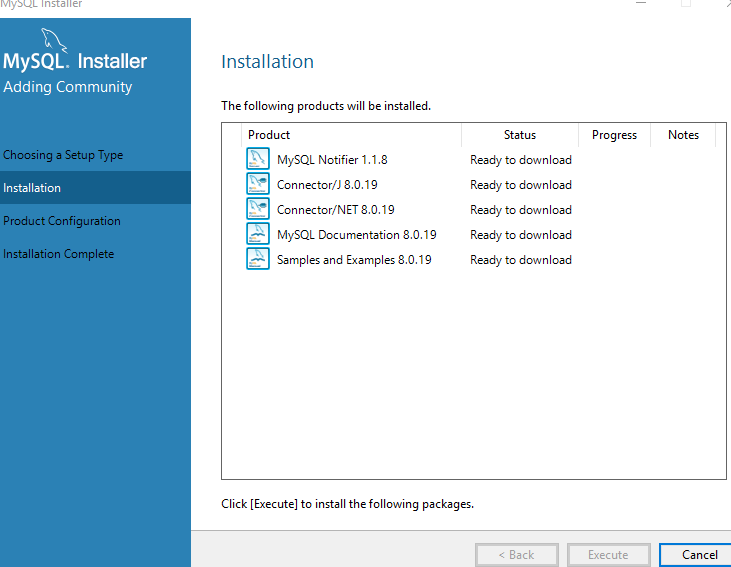 MySQL Installer
MySQL. Installer
Adding Community
Choosing a Setup Type
Installation
Product Configuration
Installation Complete
Installation
The following products will be installed.
Product Status Progress Notes
MySQL Notifier 1.1.8 Ready to download
Connector/J 8.0.19 Ready to download
Connector/NET 8.0.19 Ready to download
MySQL Documentation 8.0.19 Ready to download
Samples and Examples 8.0.19 Ready to download
Click [Execute] to install the following packages.
< Back Execute Cancel